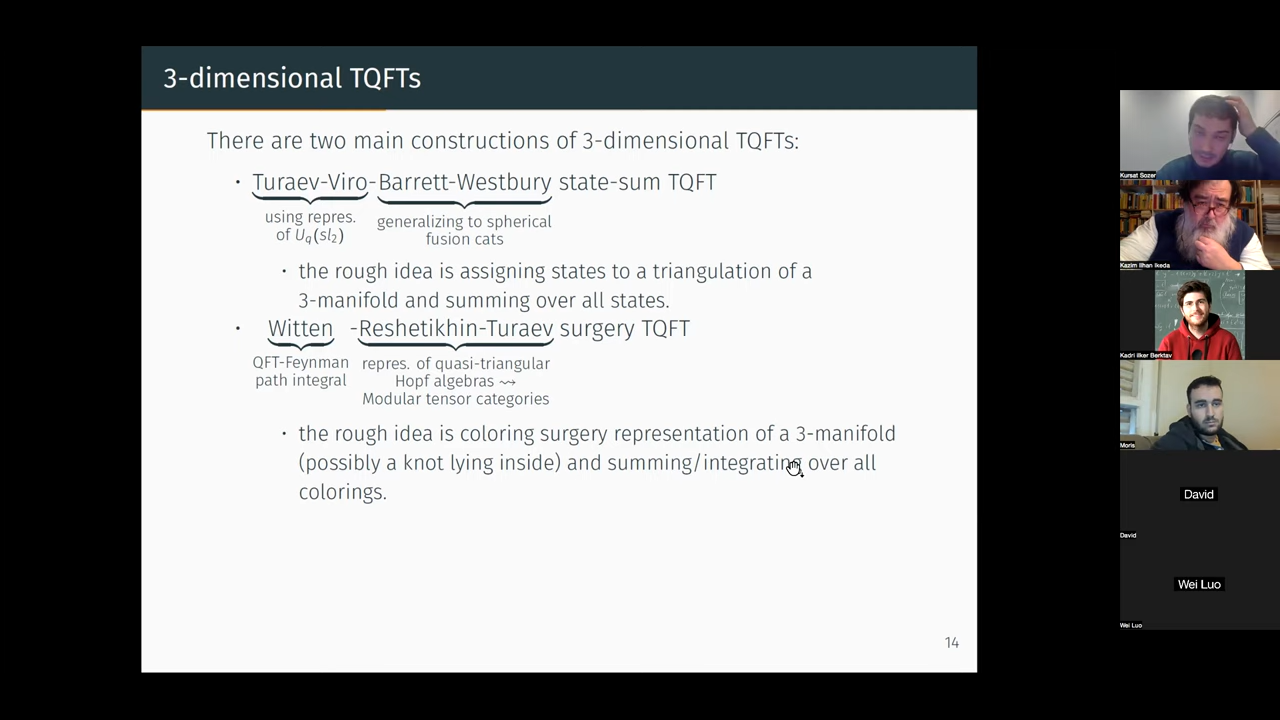 3-dimensional TQFTs
There are two main constructions of 3-dimensional TQFTs:
• Turaev-Viro-Barrett-Westbury state-sum TQFT
using repres.
of U_q(sl_2)
generalizing to spherical
fusion cats
• the rough idea is assigning states to a triangulation of a
3-manifold and summing over all states.
• Witten -Reshetikhin-Turaev surgery TQFT
QFT-Feynman
path integral
repres. of quasi-triangular
Hopf algebras ⇝
Modular tensor categories
• the rough idea is coloring surgery representation of a 3-manifold
(possibly a knot lying inside) and summing/integrating over all
colorings.
14
Kursat Sozer
Kazim Ilhan Ikeda
Kadri ilker Berktav
Moris
David
David
Wei Luo
Wei Luo